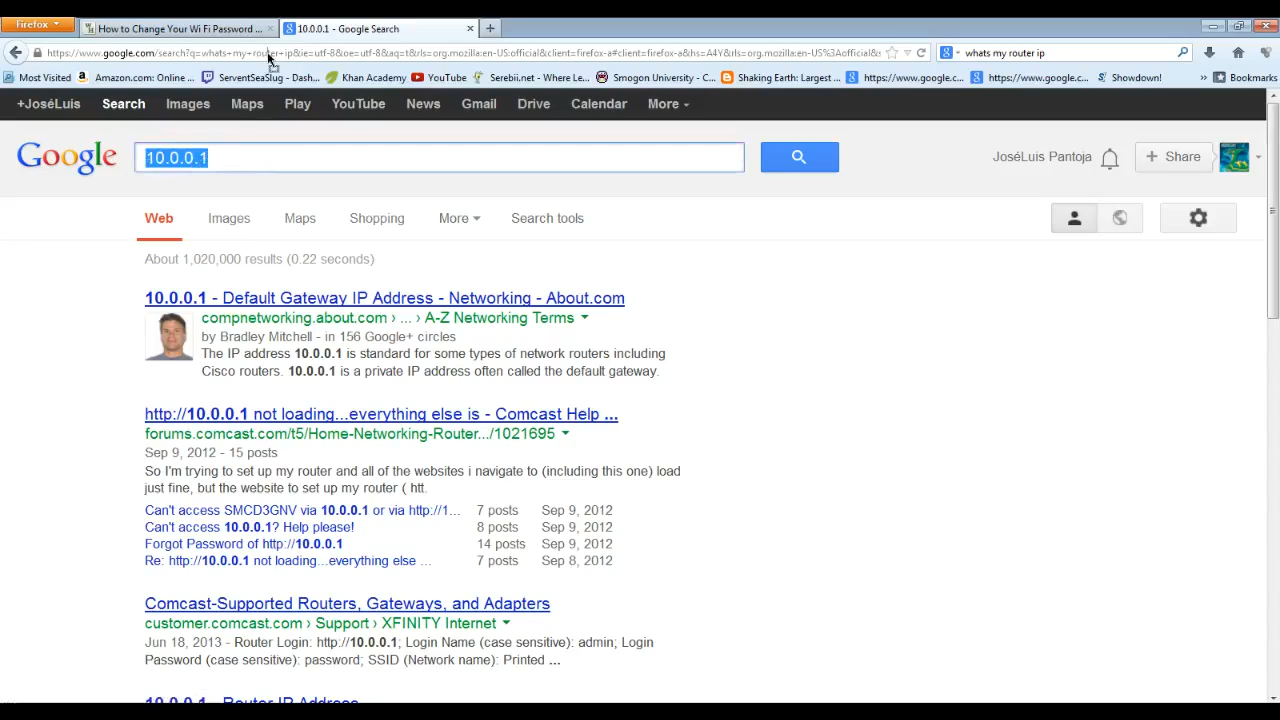 Firefox
How to Change Your Wi Fi Password ...
10.0.0.1 - Google Search
https://www.google.com/search?q=whats+my+router+ip&ie=utf-8&oe=utf-8&aq=t&rls=org.mozilla:en-US:official&client=firefox-a#client=firefox-a&hs=A4Y&rls=org.mozilla:en-US%3Aofficial&
whats my router ip
Most Visited
Amazon.com: Online ...
ServentSeaSlug - Dash...
Khan Academy
YouTube
Serebii.net - Where Le...
Smogon University - C...
Shaking Earth: Largest ...
https://www.google.c...
https://www.google.c...
Showdown!
»
Bookmarks
+JoséLuis Search Images Maps Play YouTube News Gmail Drive Calendar More
Google
10.0.0.1
JoséLuis Pantoja
+ Share
Web Images Maps Shopping More Search tools
About 1,020,000 results (0.22 seconds)
10.0.0.1 - Default Gateway IP Address - Networking - About.com
compnetworking.about.com › ... › A-Z Networking Terms
by Bradley Mitchell - in 156 Google+ circles
The IP address 10.0.0.1 is standard for some types of network routers including
Cisco routers. 10.0.0.1 is a private IP address often called the default gateway.
http://10.0.0.1 not loading...everything else is - Comcast Help ...
forums.comcast.com/t5/Home-Networking-Router.../1021695
Sep 9, 2012 - 15 posts
So I'm trying to set up my router and all of the websites i navigate to (including this one) load
just fine, but the website to set up my router ( htt.
Can't access SMCD3GNV via 10.0.0.1 or via http://1... 7 posts Sep 9, 2012
Can't access 10.0.0.1? Help please! 8 posts Sep 9, 2012
Forgot Password of http://10.0.0.1 14 posts Sep 9, 2012
Re: http://10.0.0.1 not loading...everything else ... 7 posts Sep 8, 2012
Comcast-Supported Routers, Gateways, and Adapters
customer.comcast.com › Support › XFINITY Internet
Jun 18, 2013 - Router Login: http://10.0.0.1; Login Name (case sensitive): admin; Login
Password (case sensitive): password; SSID (Network name): Printed ...
10.0.0.1 - Router IP Address